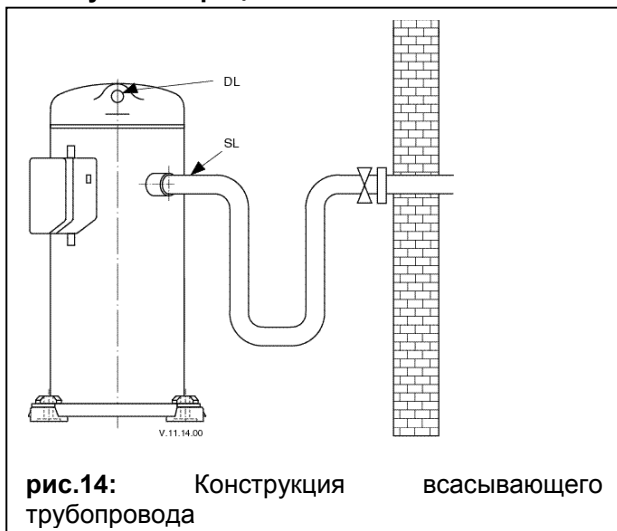 DL
SL
V.11.14.00
рис.14: Конструкция всасывающего
трубопровода